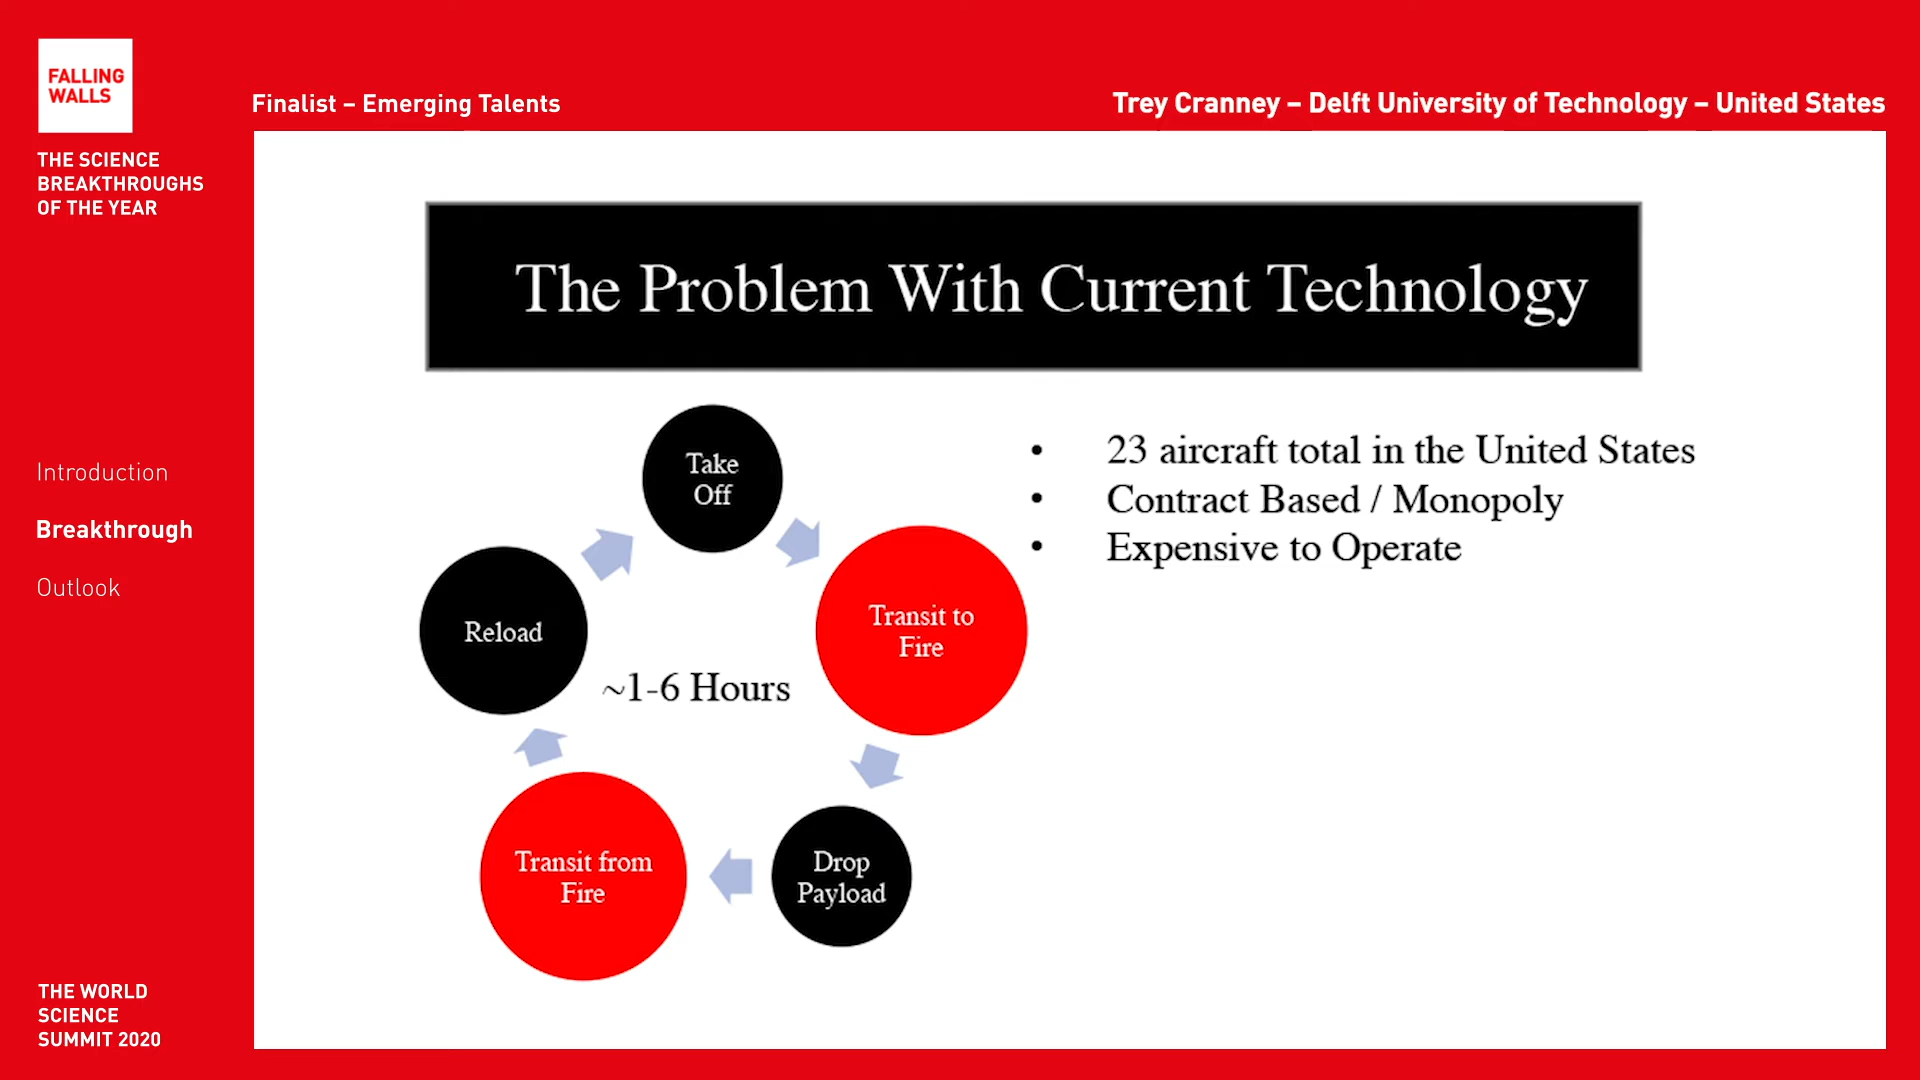 FALLING
WALLS
THE SCIENCE
BREAKTHROUGHS
OF THE YEAR
Finalist – Emerging Talents
Trey Cranney – Delft University of Technology – United States
Introduction
Breakthrough
Outlook
THE WORLD
SCIENCE
SUMMIT 2020
The Problem With Current Technology
Take
Off
Transit to
Fire
Drop
Payload
Transit from
Fire
Reload
~1-6 Hours
• 23 aircraft total in the United States
• Contract Based / Monopoly
• Expensive to Operate